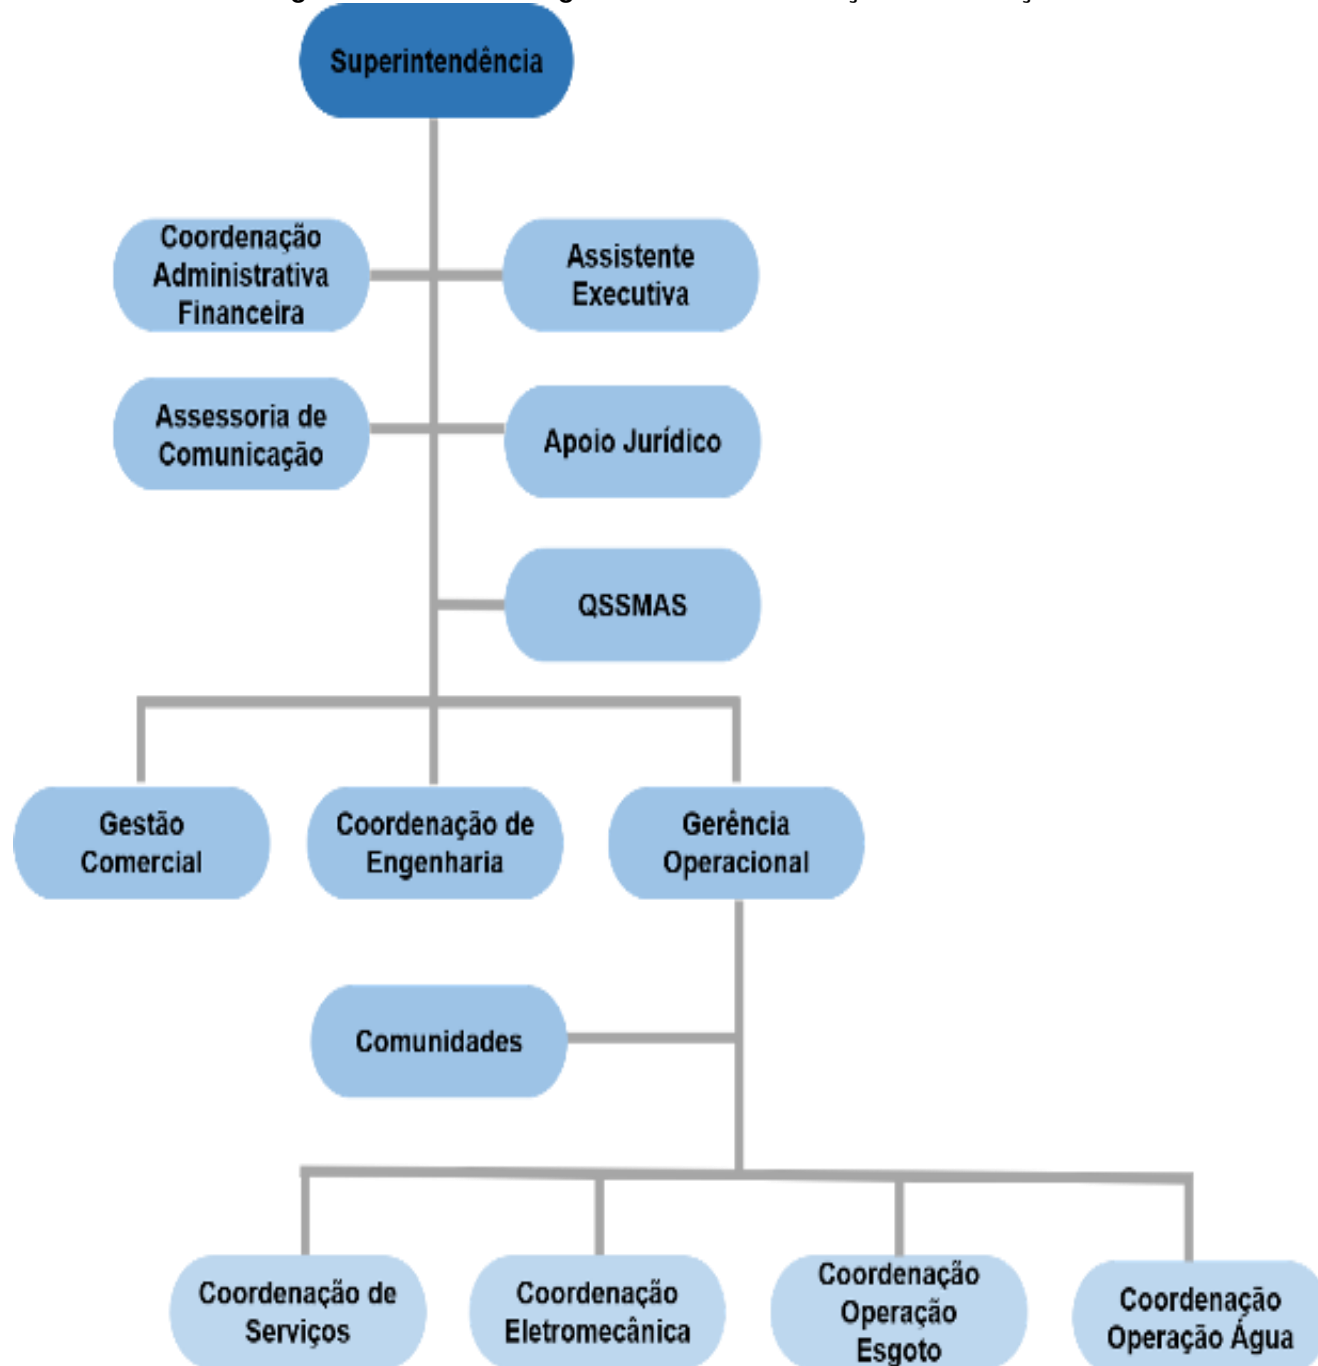 Superintendência
Coordenação
Administrativa
Financeira
Assistente
Executiva
Assessoria de
Comunicação
Apoio Jurídico
QSSMAS
Gestão
Comercial
Coordenação de
Engenharia
Gerência
Operacional
Comunidades
Coordenação de
Serviços
Coordenação
Eletromecânica
Coordenação
Operação
Esgoto
Coordenação
Operação Água